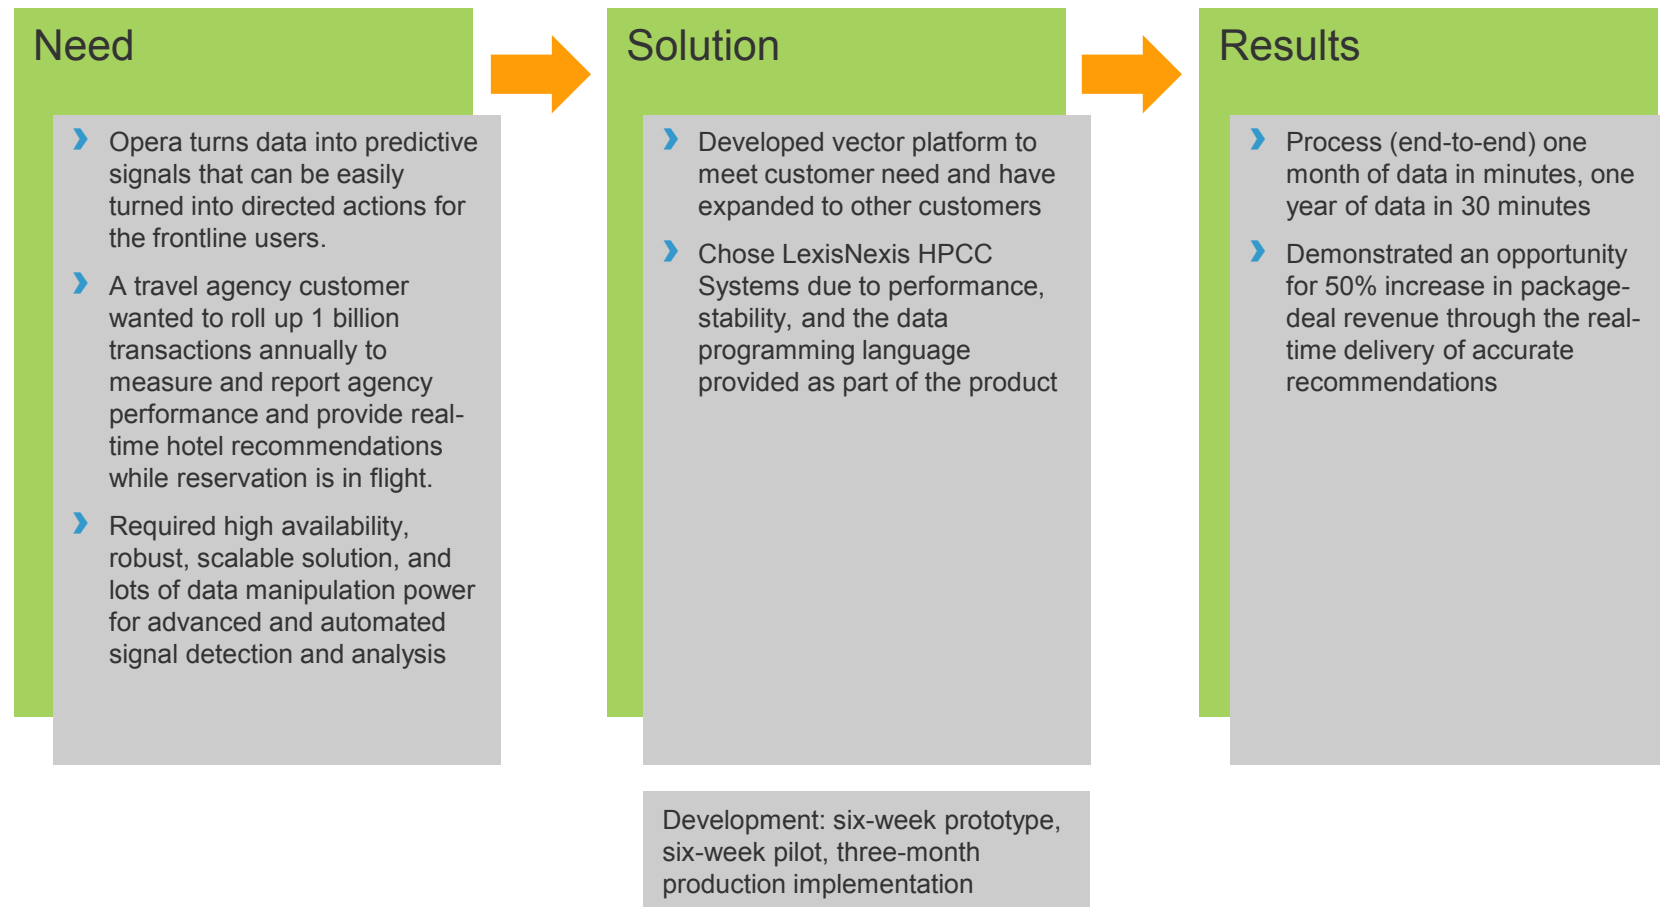 Need
Opera turns data into predictive
signals that can be easily
turned into directed actions for
the frontline users.
A travel agency customer
wanted to roll up 1 billion
transactions annually to
measure and report agency
performance and provide real-
time hotel recommendations
while reservation is in flight.
Required high availability,
robust, scalable solution, and
lots of data manipulation power
for advanced and automated
signal detection and analysis
Solution
Developed vector platform to
meet customer need and have
expanded to other customers
Chose LexisNexis HPCC
Systems due to performance,
stability, and the data
programming language
provided as part of the product
Development: six-week prototype,
six-week pilot, three-month
production implementation
Results
Process (end-to-end) one
month of data in minutes, one
year of data in 30 minutes
Demonstrated an opportunity
for 50% increase in package-
deal revenue through the real-
time delivery of accurate
recommendations